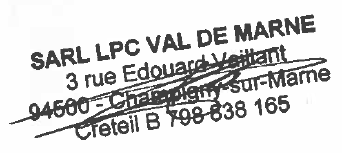 SARL LPC VAL DE MARNE
3 rue Edouard Vaillant
94500 - Champigny-sur-Marne
Creteil B 798 838 165